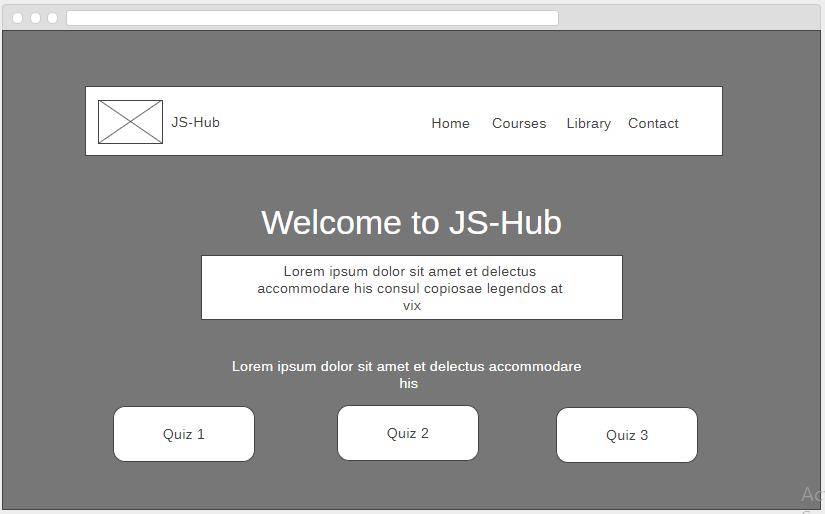 JS-Hub Home Courses Library Contact
Welcome to JS-Hub
Lorem ipsum dolor sit amet et delectus
accommodare his consul copiosae legendos at
vix
Lorem ipsum dolor sit amet et delectus accommodare
his
Quiz 1 Quiz 2 Quiz 3